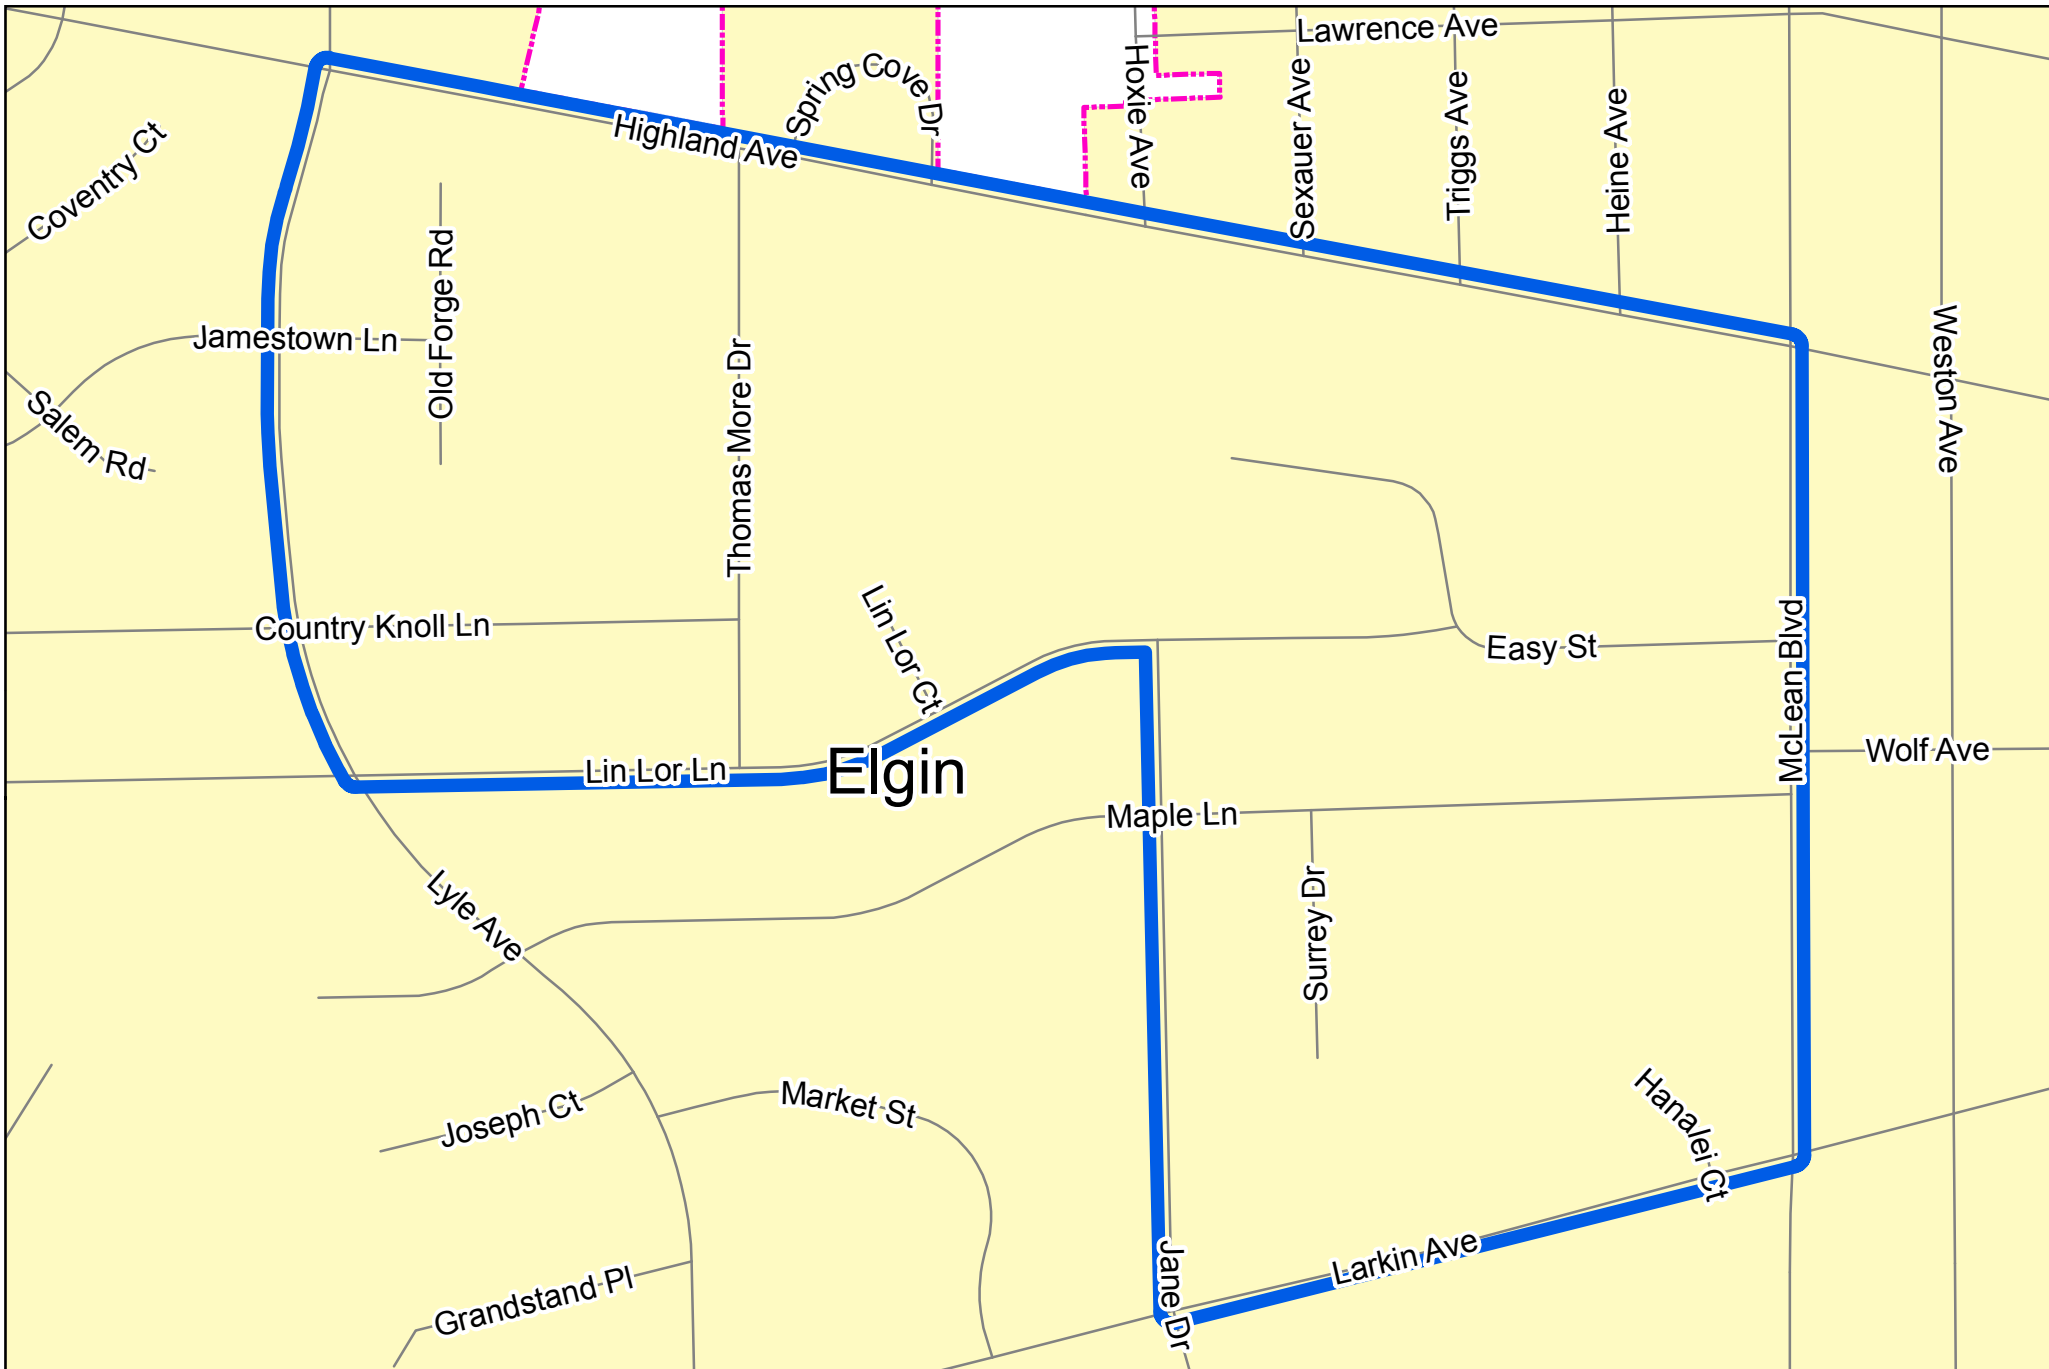 Lawrence Ave
Spring Cove Dr
Hoxie Ave
Sexauer Ave
Triggs Ave
Heine Ave
Highland Ave
Coventry Ct
Old Forge Rd
Jamestown Ln
Salem Rd
Thomas More Dr
Weston Ave
Country Knoll Ln
Lin Lor Ct
Easy St
McLean Blvd
Wolf Ave
Lin Lor Ln
Elgin
Maple Ln
Lyle Ave
Surrey Dr
Joseph Ct
Market St
Hanalei Ct
Larkin Ave
Jane Dr
Grandstand Pl